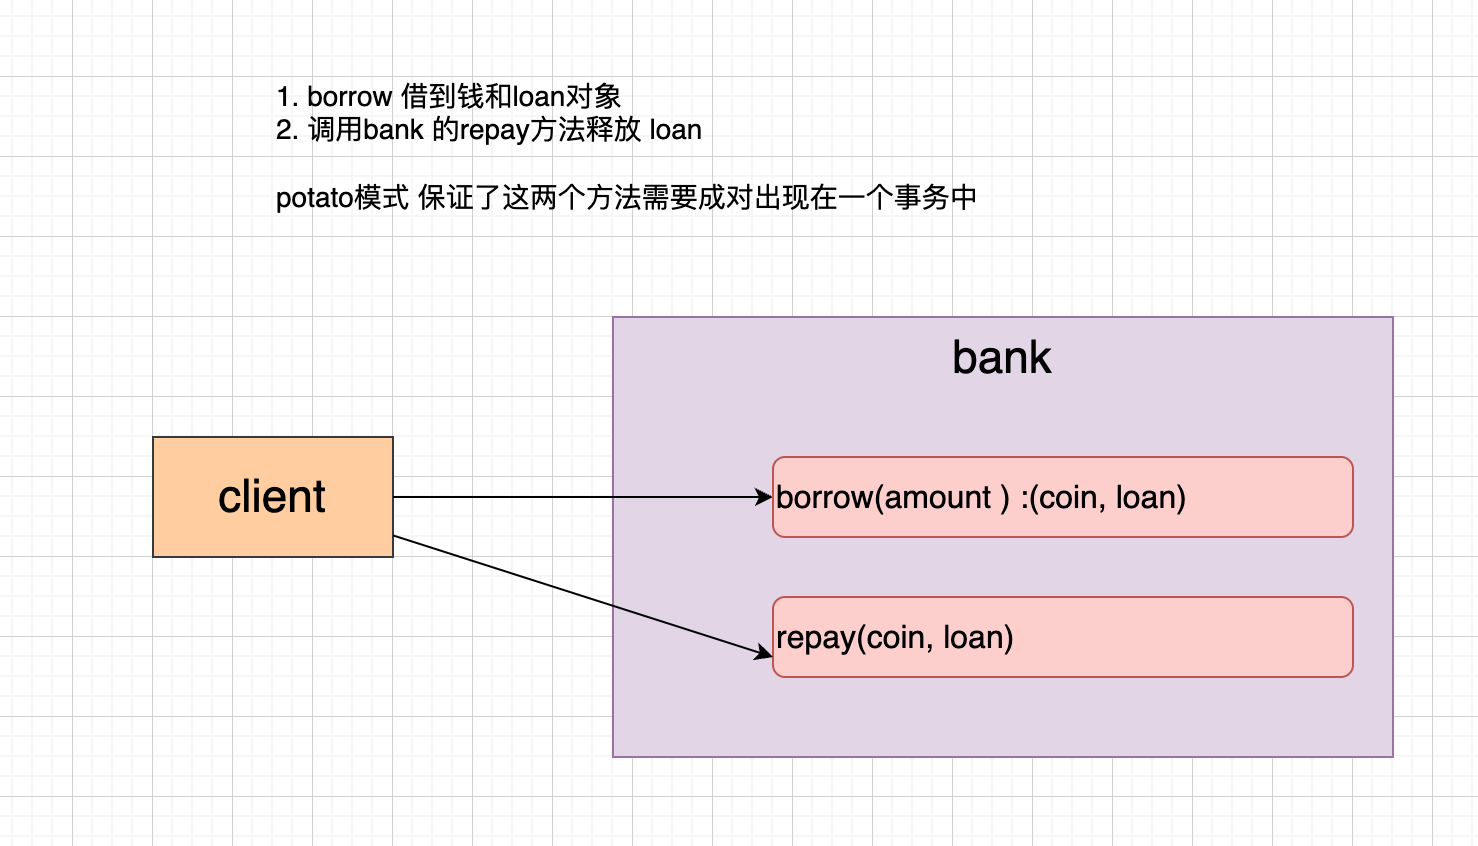 1. borrow 借到钱和loan对象
2. 调用bank 的repay方法释放 loan
potato模式 保证了这两个方法需要成对出现在一个事务中
bank
client
borrow(amount ) :(coin, loan)
repay(coin, loan)